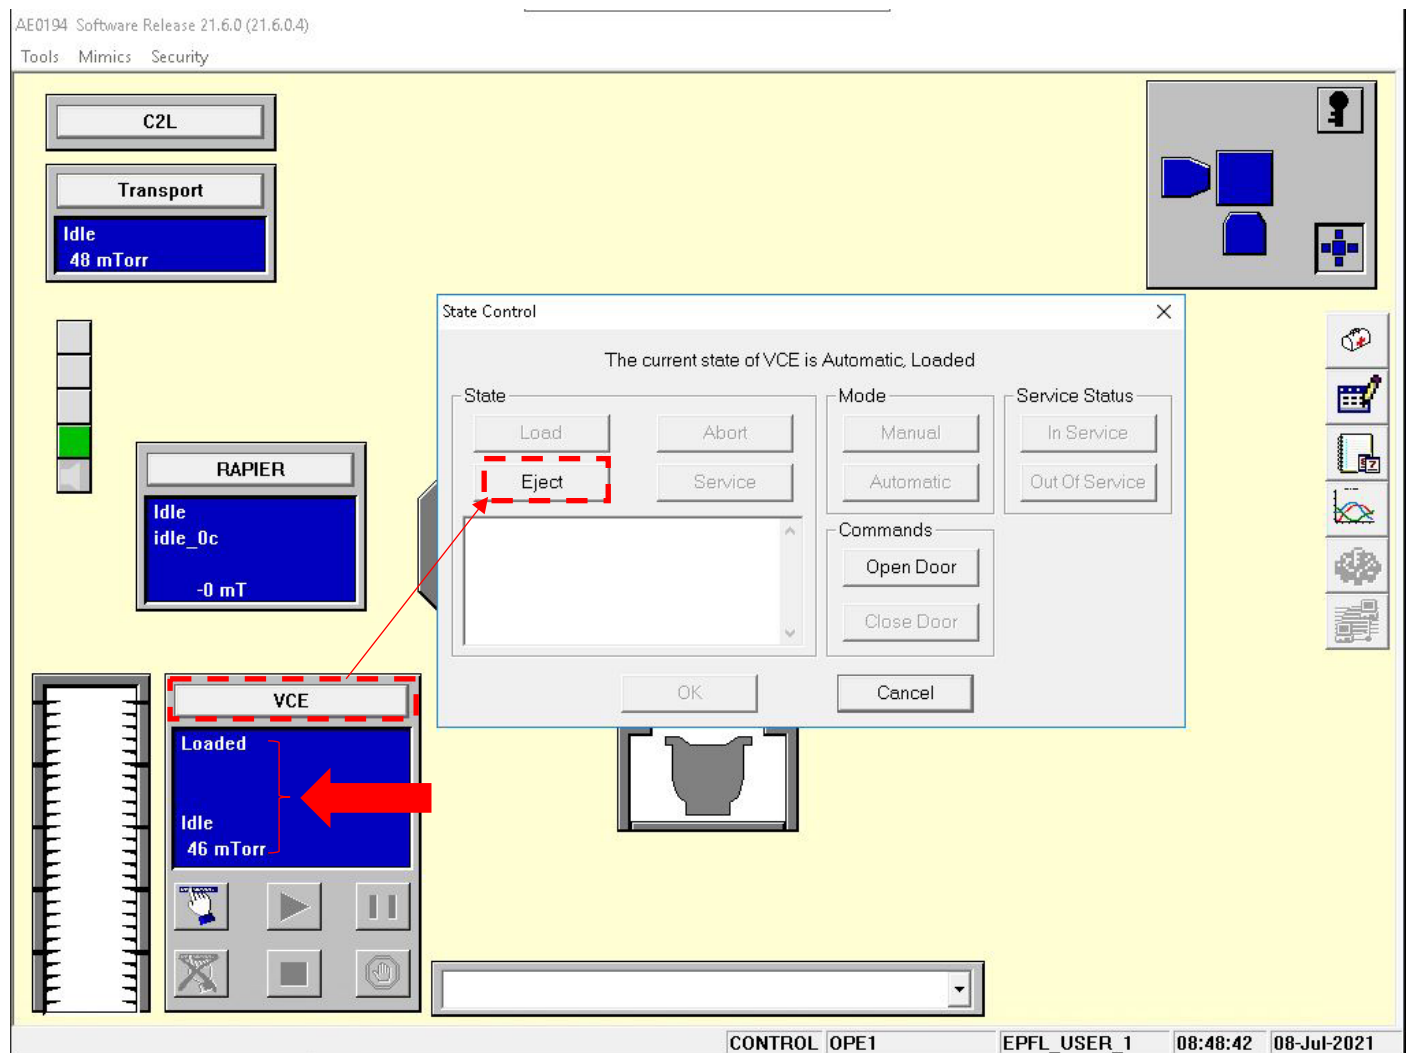 AE0194 Software Release 21.6.0 (21.6.0.4)
Tools Mimics Security
C2L
Transport
Idle
48 mTorr
RAPIER
Idle
idle_0c
-0 mT
State Control
The current state of VCE is Automatic, Loaded
State
Load
Abort
Eject
Service
Mode
Manual
Automatic
Service Status
In Service
Out Of Service
Commands
Open Door
Close Door
OK
Cancel
VCE
Loaded
Idle
46 mTorr
CONTROL OPE1 EPFL_USER_1 08:48:42 08-Jul-2021